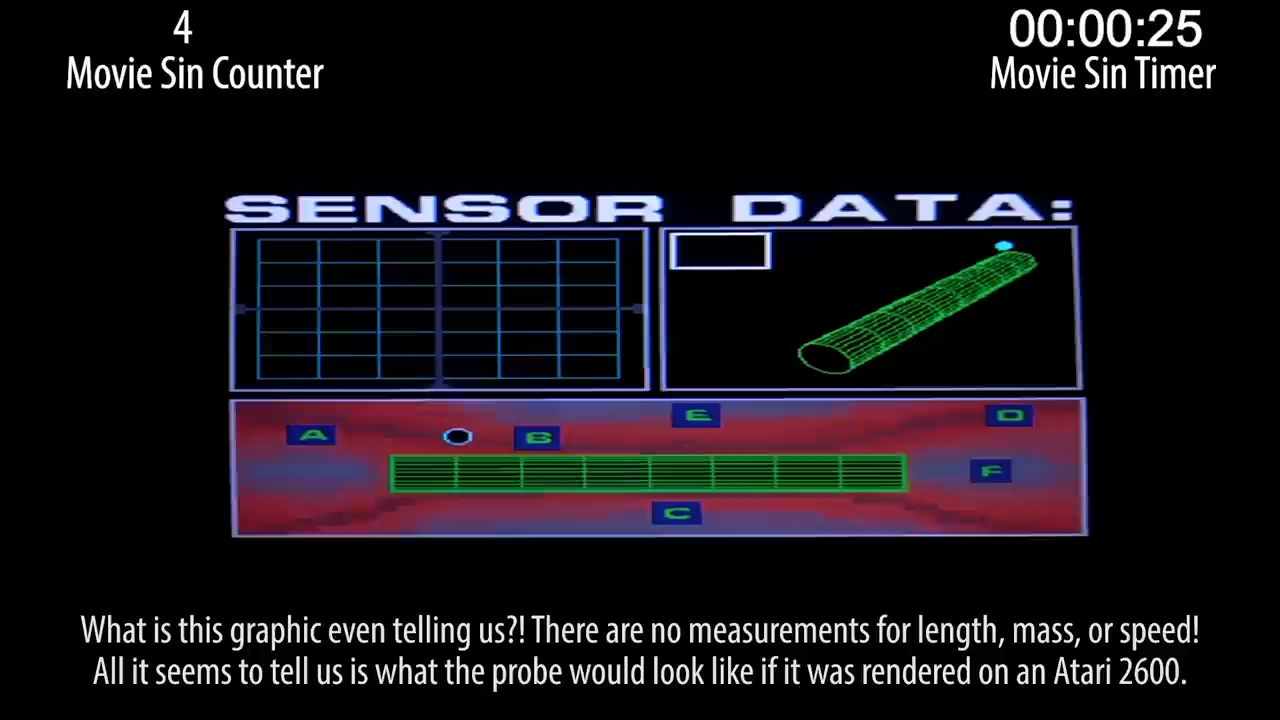 4
00:00:25
Movie Sin Counter
Movie Sin Timer
SENSOR DATA:
A
B
E
D
F
C
What is this graphic even telling us?! There are no measurements for length, mass, or speed!
All it seems to tell us is what the probe would look like if it was rendered on an Atari 2600.